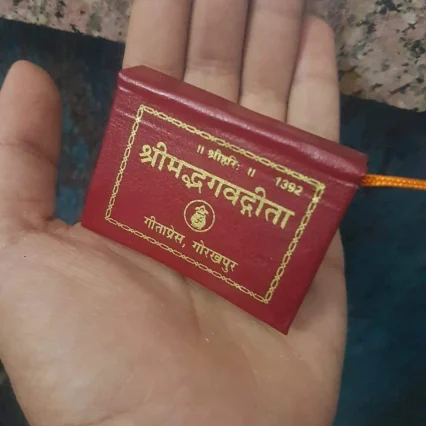 ॥ श्रीहरिः ॥ 1392
श्रीमद्भगवद्गीता
गीताप्रेस, गोरखपुर